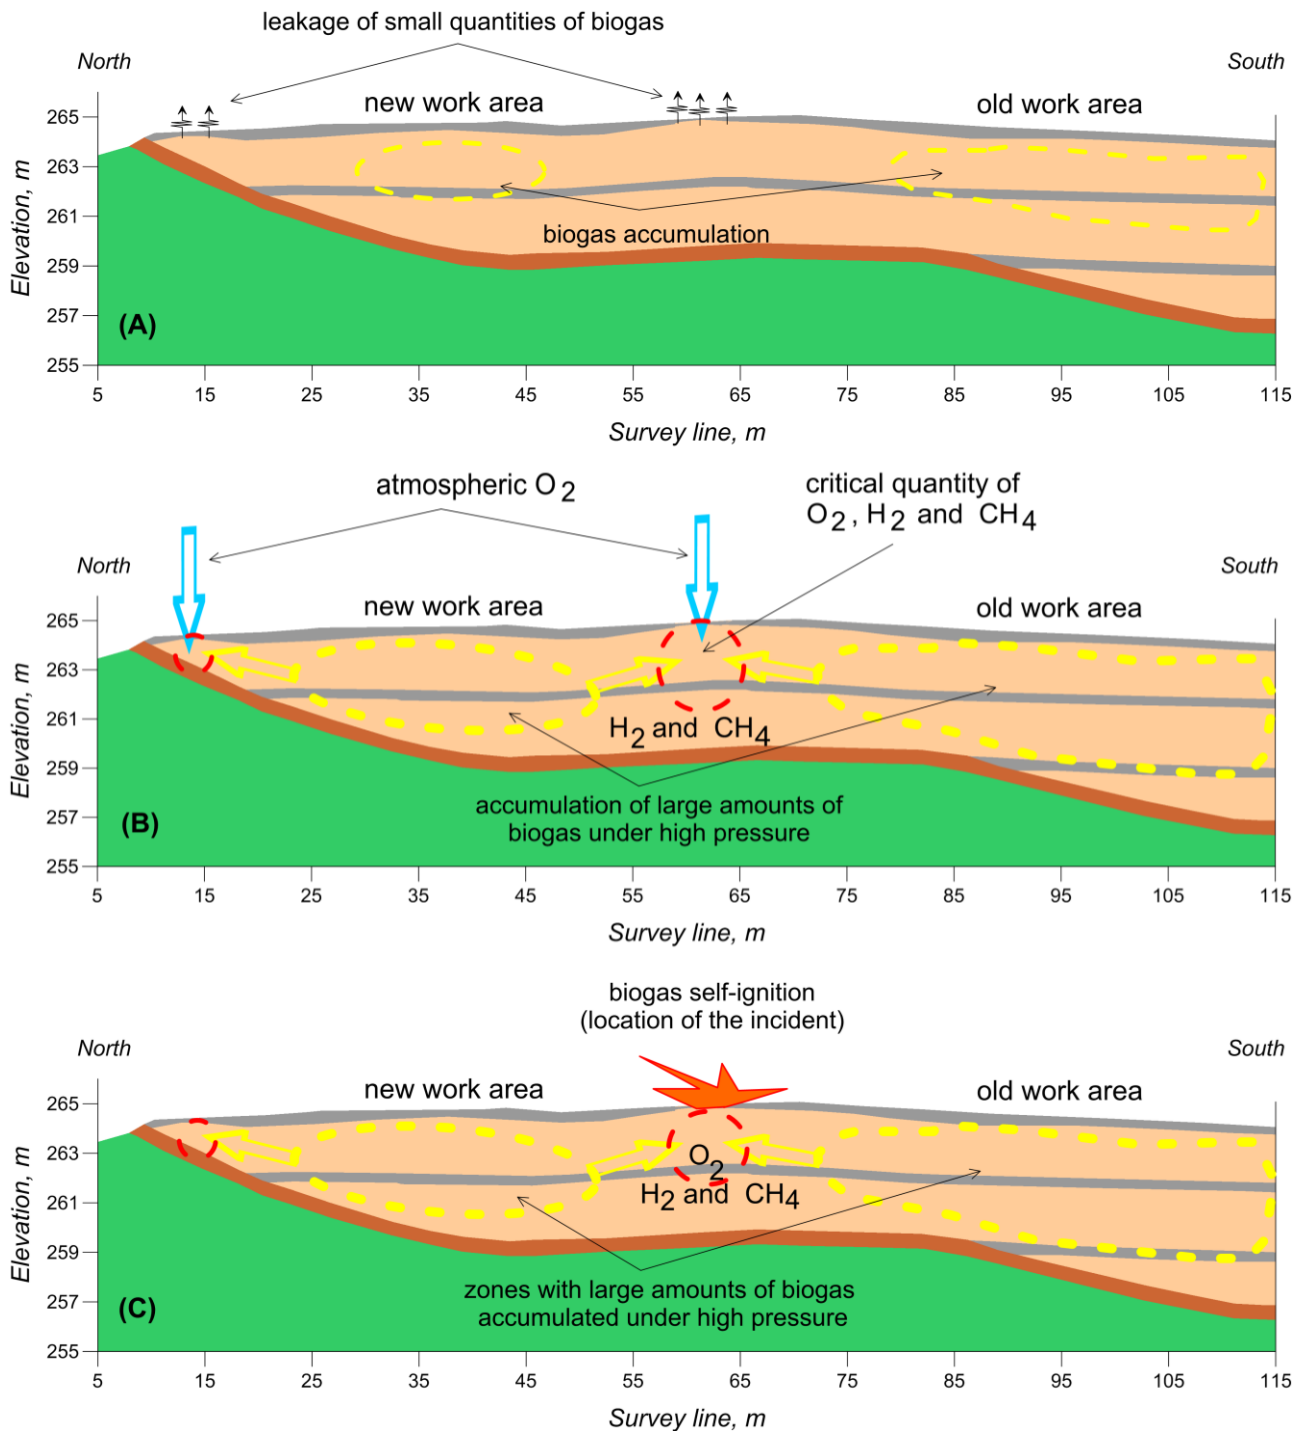 leakage of small quantities of biogas
North
South
new work area
old work area
265
263
261
259
257
255
Elevation, m
biogas accumulation
(A)
5 15 25 35 45 55 65 75 85 95 105 115
Survey line, m
atmospheric O2
critical quantity of
O2, H2 and CH4
North
South
new work area
old work area
265
263
261
259
257
255
Elevation, m
H2 and CH4
accumulation of large amounts of
biogas under high pressure
(B)
5 15 25 35 45 55 65 75 85 95 105 115
Survey line, m
biogas self-ignition
(location of the incident)
North
South
new work area
old work area
265
263
261
259
257
255
Elevation, m
O2
H2 and CH4
zones with large amounts of biogas
accumulated under high pressure
(C)
5 15 25 35 45 55 65 75 85 95 105 115
Survey line, m